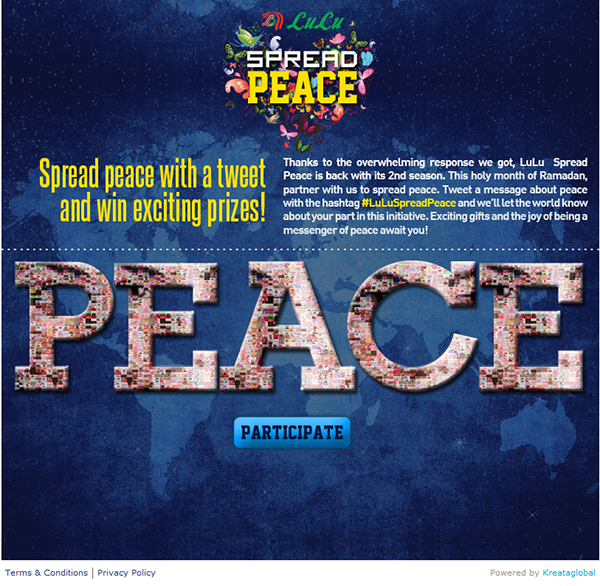 LuLu
SPREAD
PEACE
Spread peace with a tweet
and win exciting prizes!
Thanks to the overwhelming response we got, LuLu Spread
Peace is back with its 2nd season. This holy month of Ramadan,
partner with us to spread peace. Tweet a message about peace
with the hashtag #LuLuSpreadPeace and we'll let the world know
about your part in this initiative. Exciting gifts and the joy of being a
messenger of peace await you!
PEACE
PARTICIPATE
Terms & Conditions | Privacy Policy
Powered by Kreataglobal